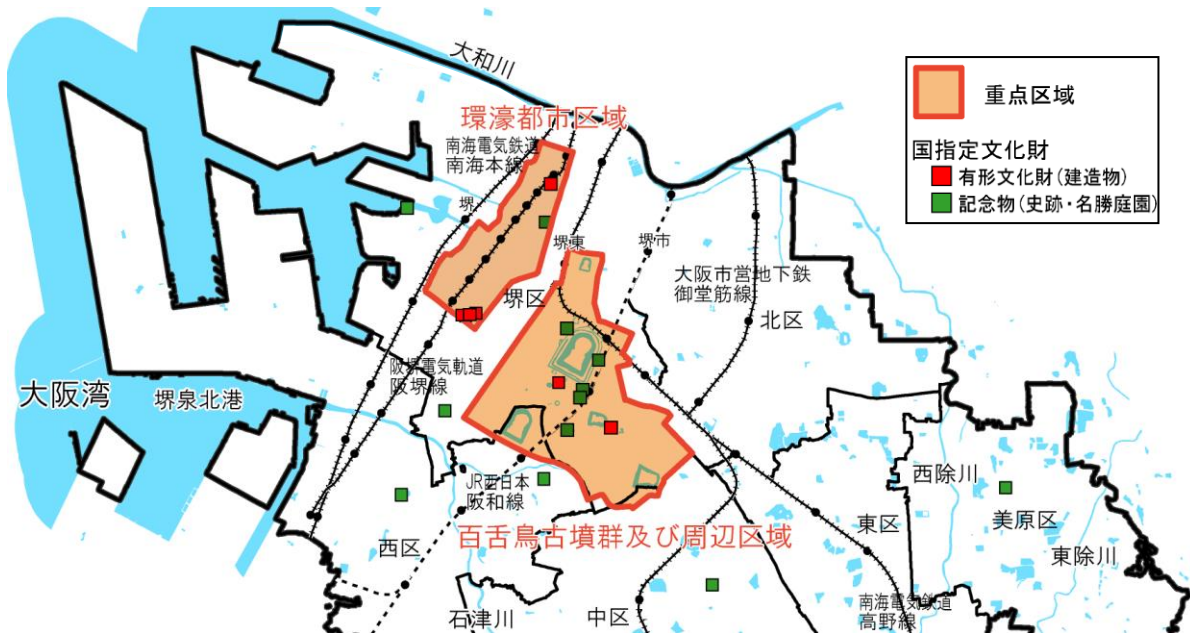 大和川
環濠都市区域
南海電気鉄道
南海本線
堺
堺東
堺市
大阪市営地下鉄
御堂筋線
堺区
北区
阪堺電気軌道
阪堺線
大阪湾
堺泉北港
JR西日本
阪和線
百舌鳥古墳群及び周辺区域
西区
石津川
中区
東区
西除川
美原区
東除川
南海電気鉄道
高野線
重点区域
国指定文化財
有形文化財(建造物)
記念物(史跡・名勝庭園)